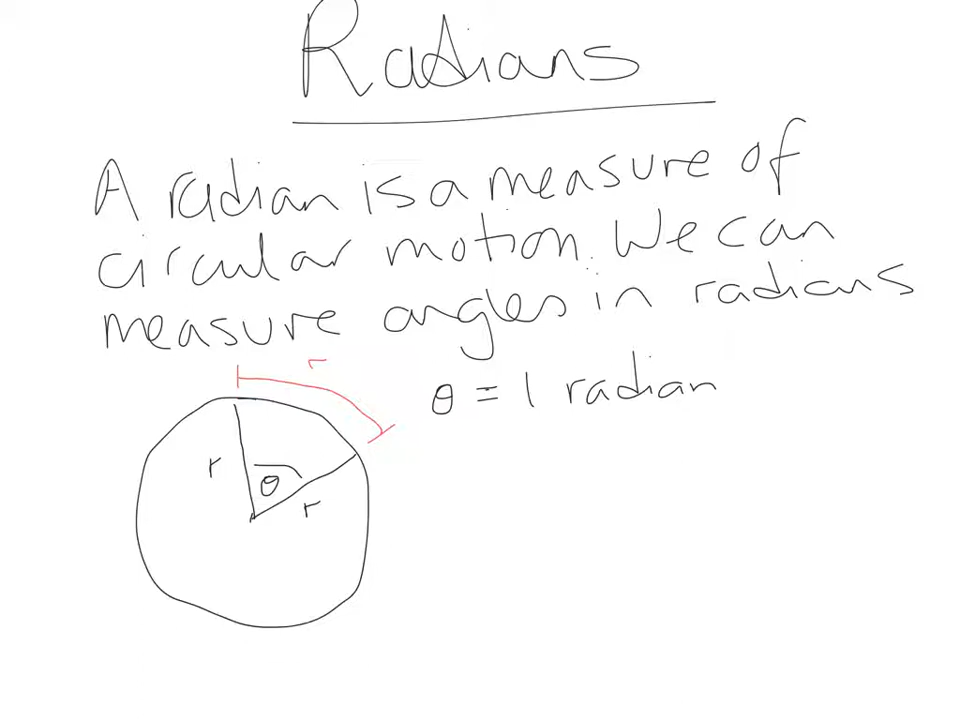 Radians
A radian is a measure of
circular motion. We can
measure angles in radians
r
θ = 1 radian
r
θ
r